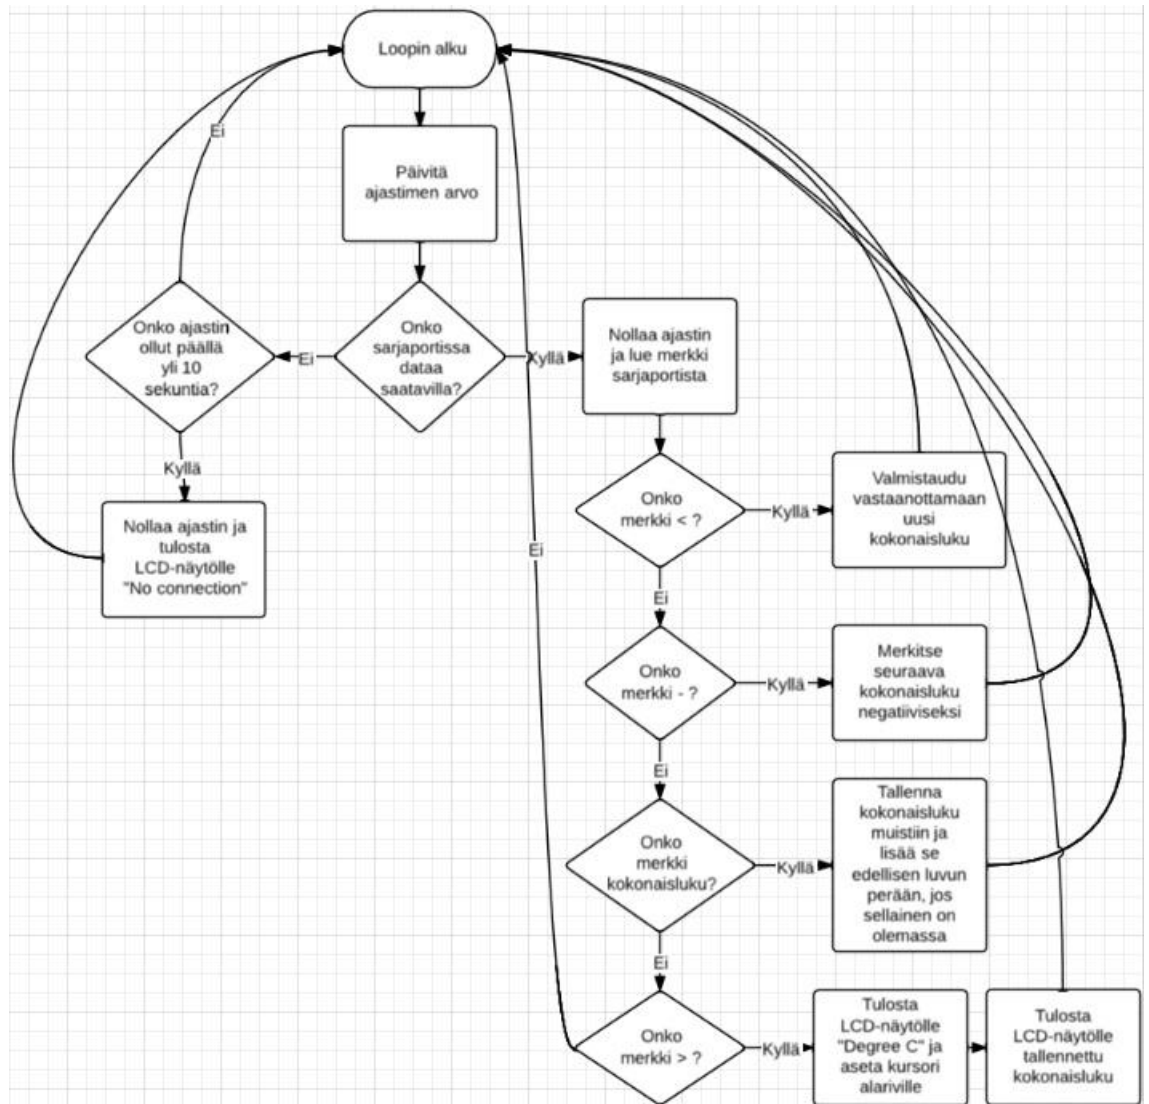 Loopin alku
Ei
Päivitä
ajastimen arvo
Onko ajastin
ollut päällä
yli 10
sekuntia?
Ei
Onko
sarjaportissa
dataa
saatavilla?
Kyllä
Nollaa ajastin
ja lue merkki
sarjaportista
Kyllä
Nollaa ajastin ja
tulosta
LCD-näytölle
"No connection"
Onko
merkki < ?
Kyllä
Valmistaudu
vastaanottamaan
uusi
kokonaisluku
Ei
Ei
Onko
merkki - ?
Kyllä
Merkitse
seuraava
kokonaisluku
negatiiviseksi
Ei
Onko
merkki
kokonaisluku?
Kyllä
Tallenna
kokonaisluku
muistiin ja
lisää se
edellisen luvun
perään, jos
sellainen on
olemassa
Ei
Onko
merkki > ?
Kyllä
Tulosta
LCD-näytölle
"Degree C" ja
aseta kursori
alariville
Tulosta
LCD-näytölle
tallennettu
kokonaisluku